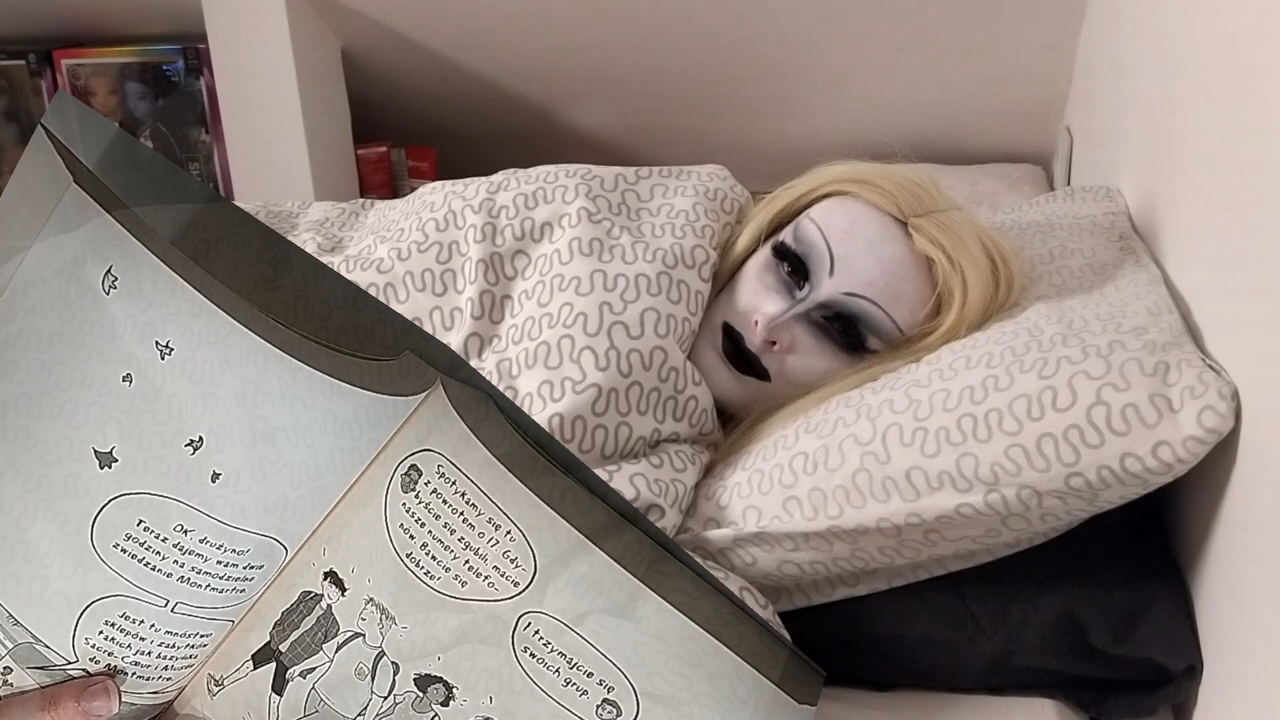 OK, drużyno!
Teraz dajemy wam dwie
godziny na samodzielne
zwiedzanie Montmartre.
Jest tu mnóstwo
sklepów i zabytków
takich jak bazylika
Sacré-Cœur i Musée
de Montmartre.
Spotykamy się tu
z powrotem o 17. Gdy-
byście się zgubili, macie
nasze numery telefo-
nów. Bawcie się
dobrze!
I trzymajcie się
swoich grup.